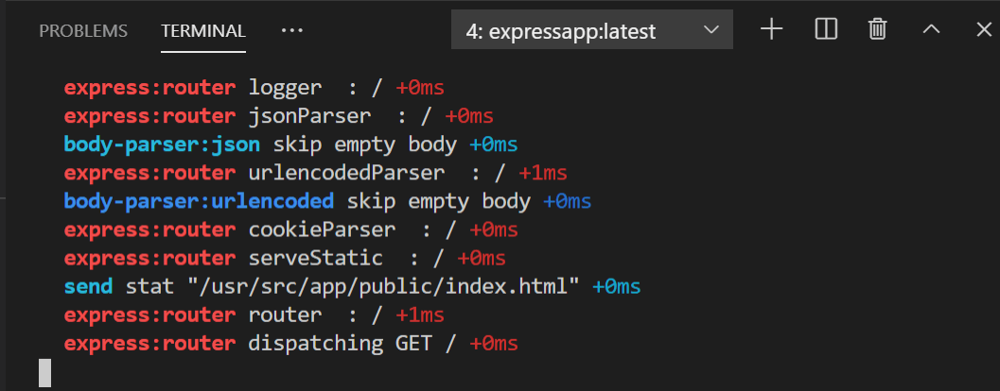 PROBLEMS TERMINAL ··· 4: expressapp:latest
express:router logger  : / +0ms
express:router jsonParser  : / +0ms
body-parser:json skip empty body +0ms
express:router urlencodedParser  : / +1ms
body-parser:urlencoded skip empty body +0ms
express:router cookieParser  : / +0ms
express:router serveStatic  : / +0ms
send stat "/usr/src/app/public/index.html" +0ms
express:router router  : / +1ms
express:router dispatching GET / +0ms